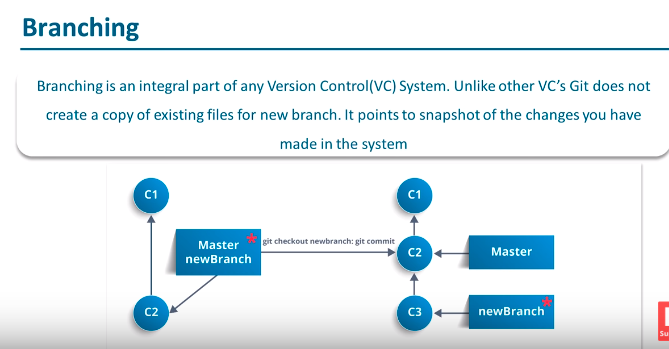 Branching
Branching is an integral part of any Version Control(VC) System. Unlike other VC's Git does not
create a copy of existing files for new branch. It points to snapshot of the changes you have
made in the system
C1
Master
newBranch
C2
git checkout newbranch: git commit
C1
C2
Master
C3
newBranch
Su